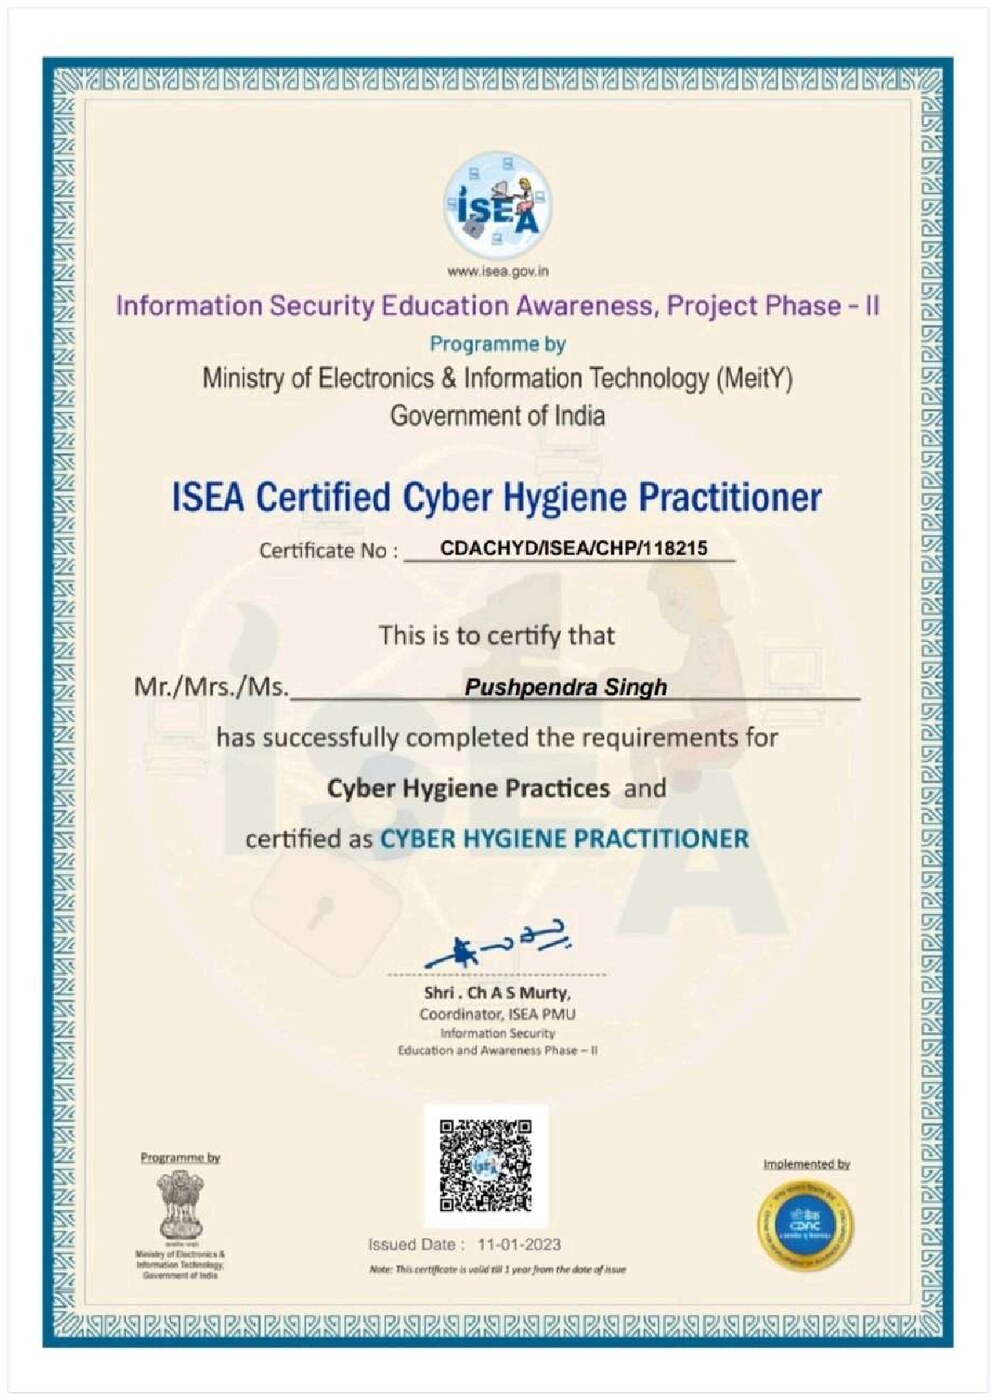 iSEA
www.isea.gov.in
Information Security Education Awareness, Project Phase - II
Programme by
Ministry of Electronics & Information Technology (MeitY)
Government of India
ISEA Certified Cyber Hygiene Practitioner
Certificate No : CDACHYD/ISEA/CHP/118215
This is to certify that
Mr./Mrs./Ms. Pushpendra Singh
has successfully completed the requirements for
Cyber Hygiene Practices and
certified as CYBER HYGIENE PRACTITIONER
Shri . Ch A S Murty,
Coordinator, ISEA PMU
Information Security
Education and Awareness Phase – II
Programme by
Ministry of Electronics &
Information Technology,
Government of India
Issued Date : 11-01-2023
Note: This certificate is valid till 1 year from the date of issue
Implemented by
सी डैक
CDAC